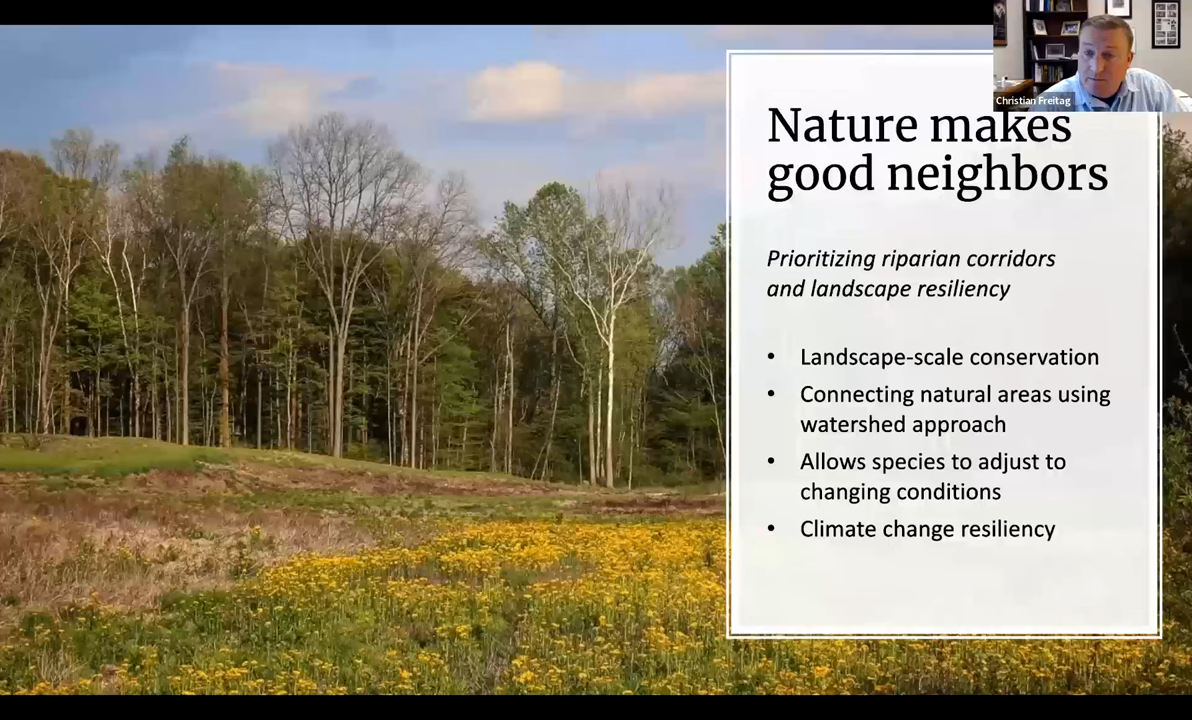 Christian Freitag
Nature makes
good neighbors
Prioritizing riparian corridors
and landscape resiliency
• Landscape-scale conservation
• Connecting natural areas using
watershed approach
• Allows species to adjust to
changing conditions
• Climate change resiliency